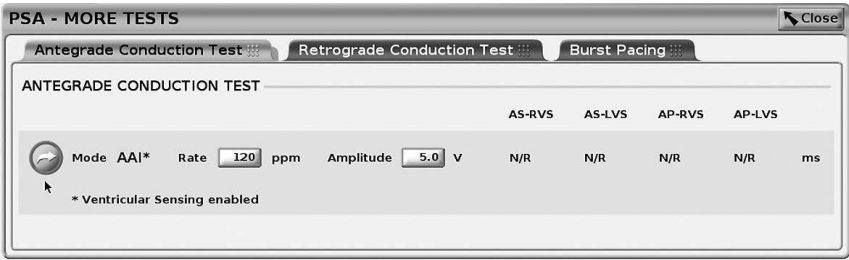 PSA - MORE TESTS Close
Antegrade Conduction Test Retrograde Conduction Test Burst Pacing
ANTEGRADE CONDUCTION TEST
AS-RVS AS-LVS AP-RVS AP-LVS
Mode AAI* Rate 120 ppm Amplitude 5.0 V N/R N/R N/R N/R ms
* Ventricular Sensing enabled